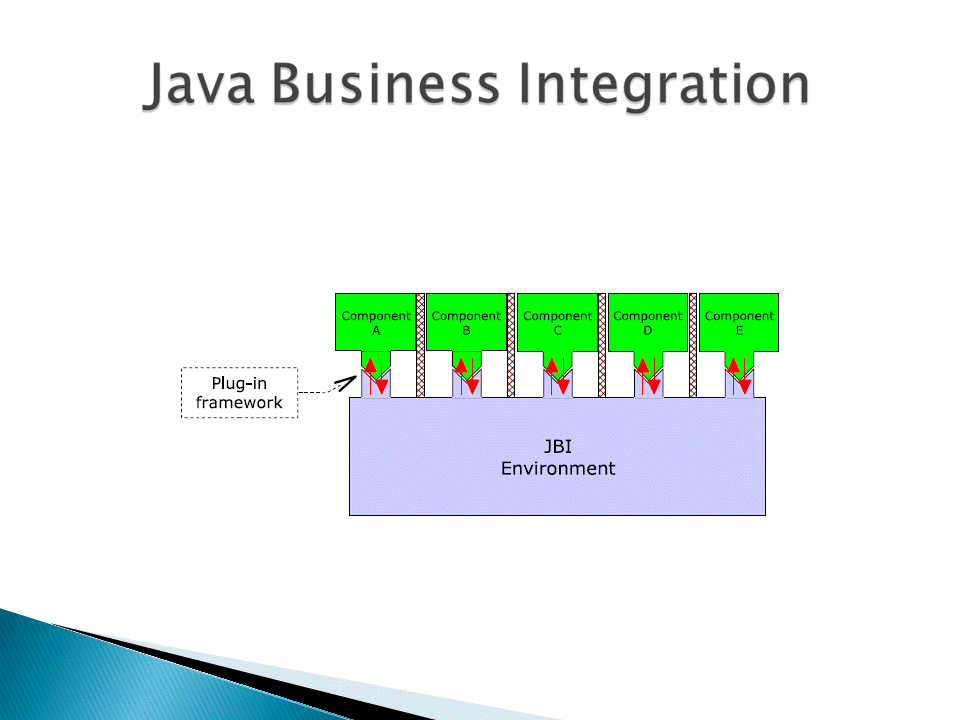 Java Business Integration
Component
A
Component
B
Component
C
Component
D
Component
E
Plug-in
framework
JBI
Environment